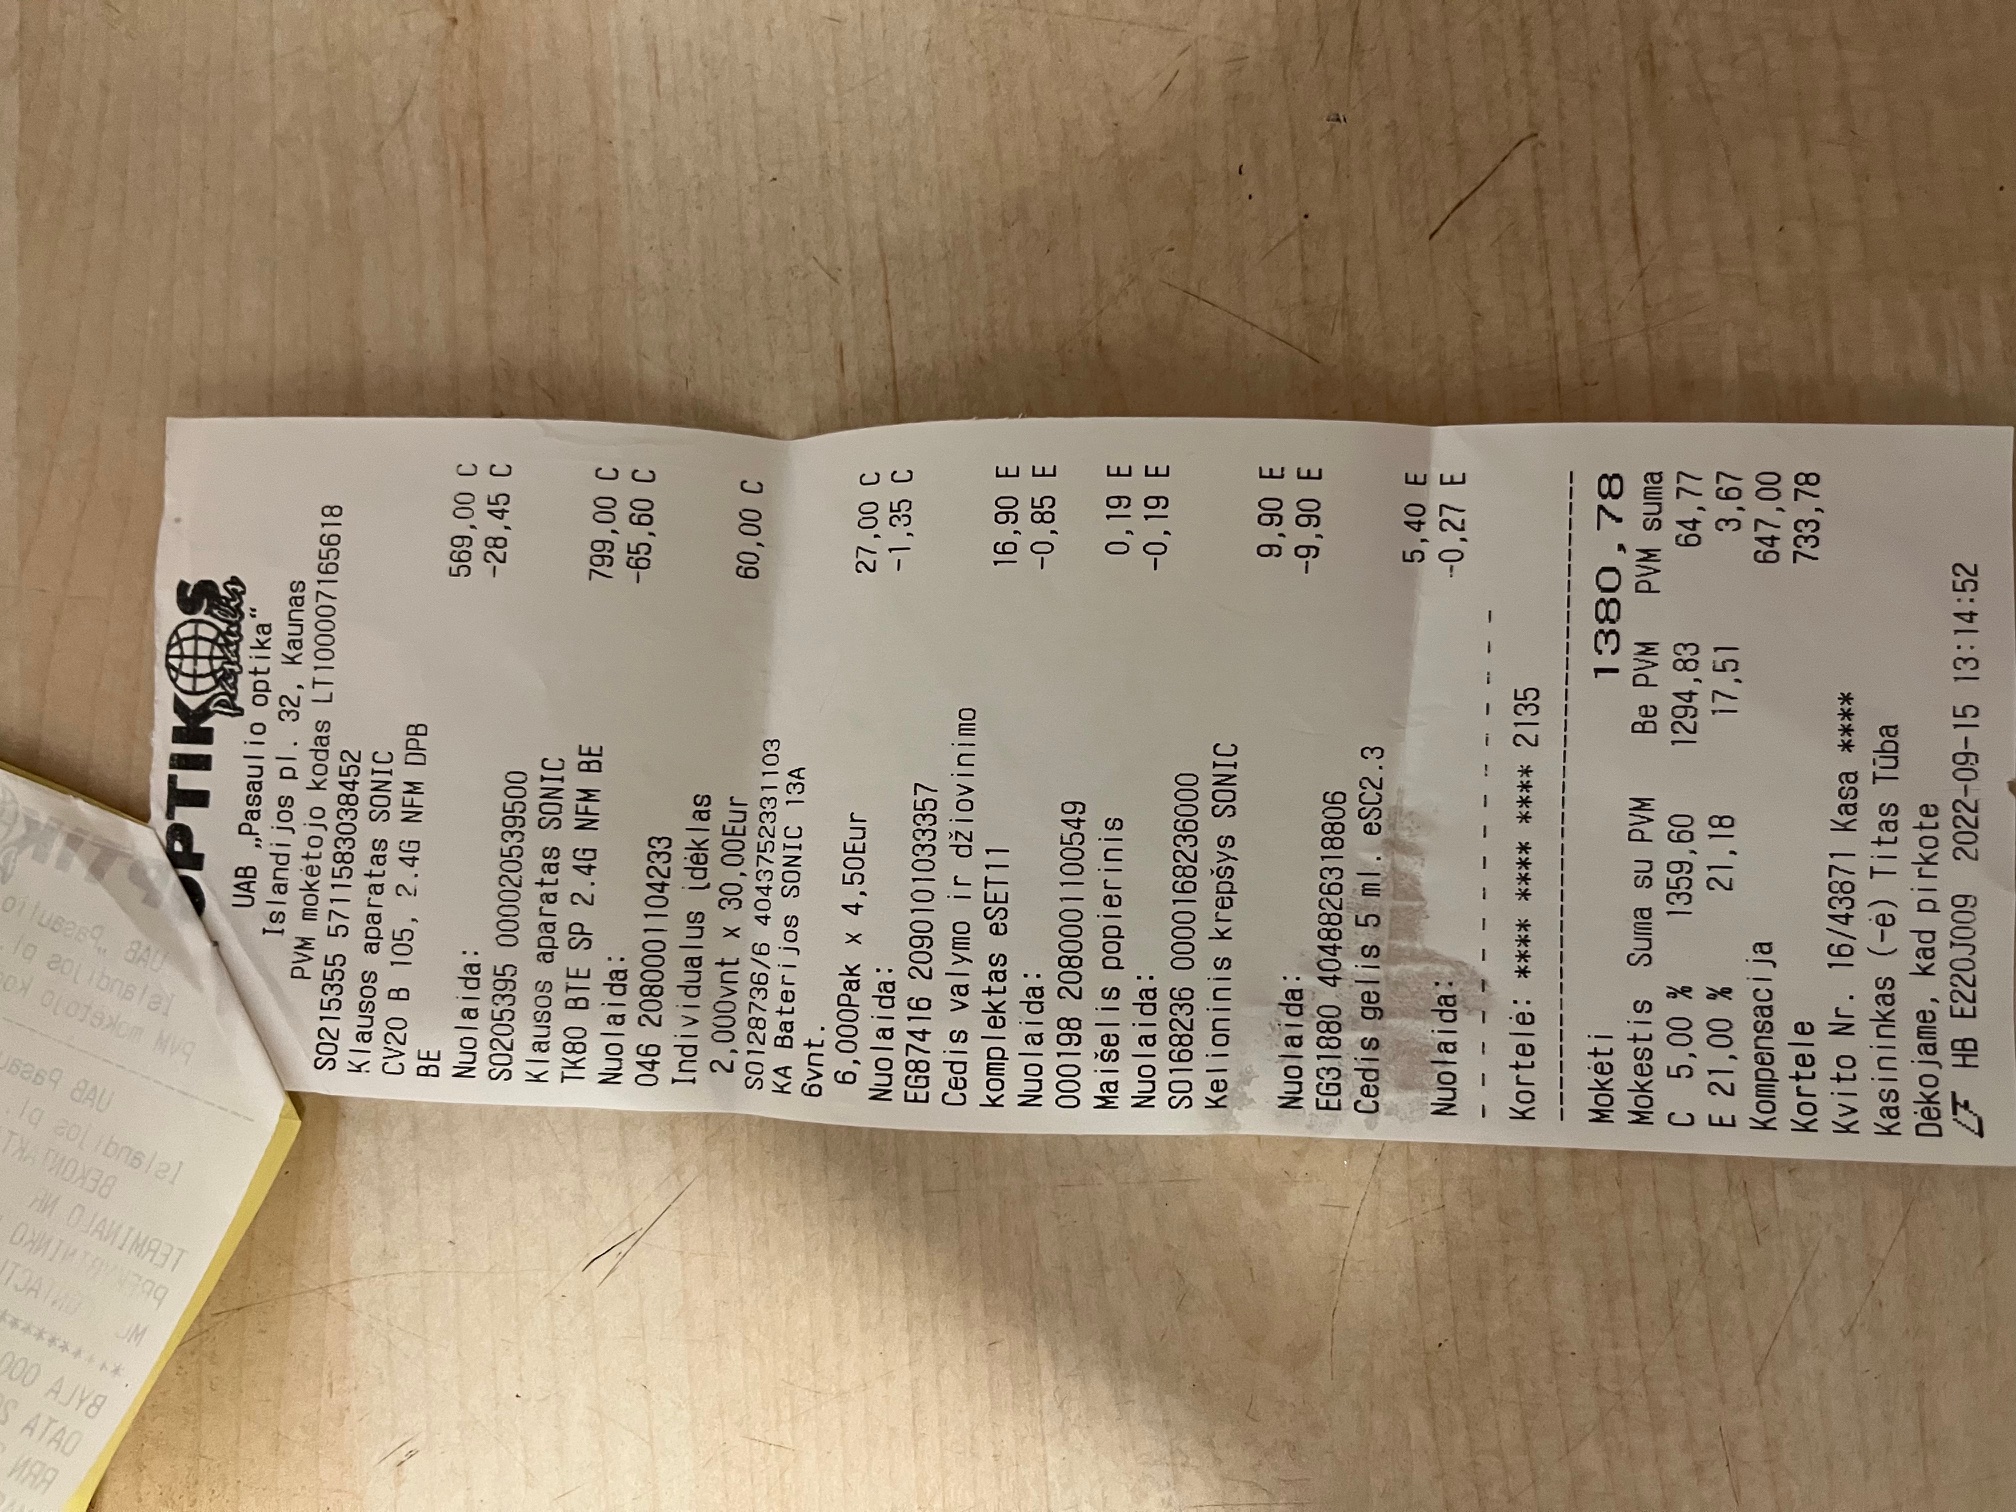 OPTIKOS
pasaulis
UAB „Pasaulio optika“
Islandijos pl. 32, Kaunas
PVM mokėtojo kodas LT100007165618
S0215355 5711583038452
Klausos aparatas SONIC
CV20 B 105, 2.4G NFM DPB
BE
569,00 C
Nuolaida: -28,45 C
S0205395 0000205395000
Klausos aparatas SONIC
TK80 BTE SP 2.4G NFM BE
799,00 C
Nuolaida: -65,60 C
046 2080001104233
Individualus įdėklas
2,000vnt x 30,00Eur 60,00 C
S0128736/6 4043752331103
KA Baterijos SONIC 13A
6vnt.
6,000Pak x 4,50Eur 27,00 C
Nuolaida: -1,35 C
EG87416 2090101033357
Cedis valymo ir džiovinimo
komplektas eSET11 16,90 E
Nuolaida: -0,85 E
000198 2080001100549
Maišelis popierinis 0,19 E
Nuolaida: -0,19 E
S0168236 0000168236000
Kelioninis krepšys SONIC
9,90 E
Nuolaida: -9,90 E
EG31880 4048826318806
Cedis gelis 5 ml. eSC2.3
5,40 E
Nuolaida: -0,27 E
- - - - - - - - - - - - - - -
Kortelė: **** **** **** 2135
--------------------------------
Mokėti 1380,78
Mokestis Suma su PVM Be PVM PVM suma
C 5,00 % 1359,60 1294,83 64,77
E 21,00 % 21,18 17,51 3,67
Kompensacija 647,00
Kortele 733,78
Kvito Nr. 16/43871 Kasa ****
Kasininkas (-ė) Titas Tūba
Dėkojame, kad pirkote
LF HB E220J009 2022-09-15 13:14:52